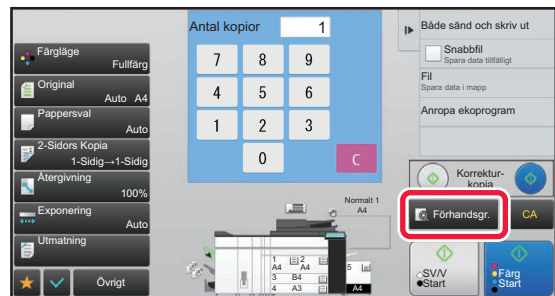 Färgläge
Fullfärg
Original
Auto A4
Pappersval
Auto
2-Sidors Kopia
1-Sidig→1-Sidig
Återgivning
100%
Exponering
Auto
Utmatning
Övrigt
Antal kopior 1
7 8 9
4 5 6
1 2 3
0 C
Normalt 1
A4
1 A4 2 A4
3 B4
4 A3
5
A4
Både sänd och skriv ut
Snabbfil
Spara data tillfälligt
Fil
Spara data i mapp
Anropa ekoprogram
Korrektur-
kopia
Förhandsgr. CA
SV/V
Start
Färg
Start